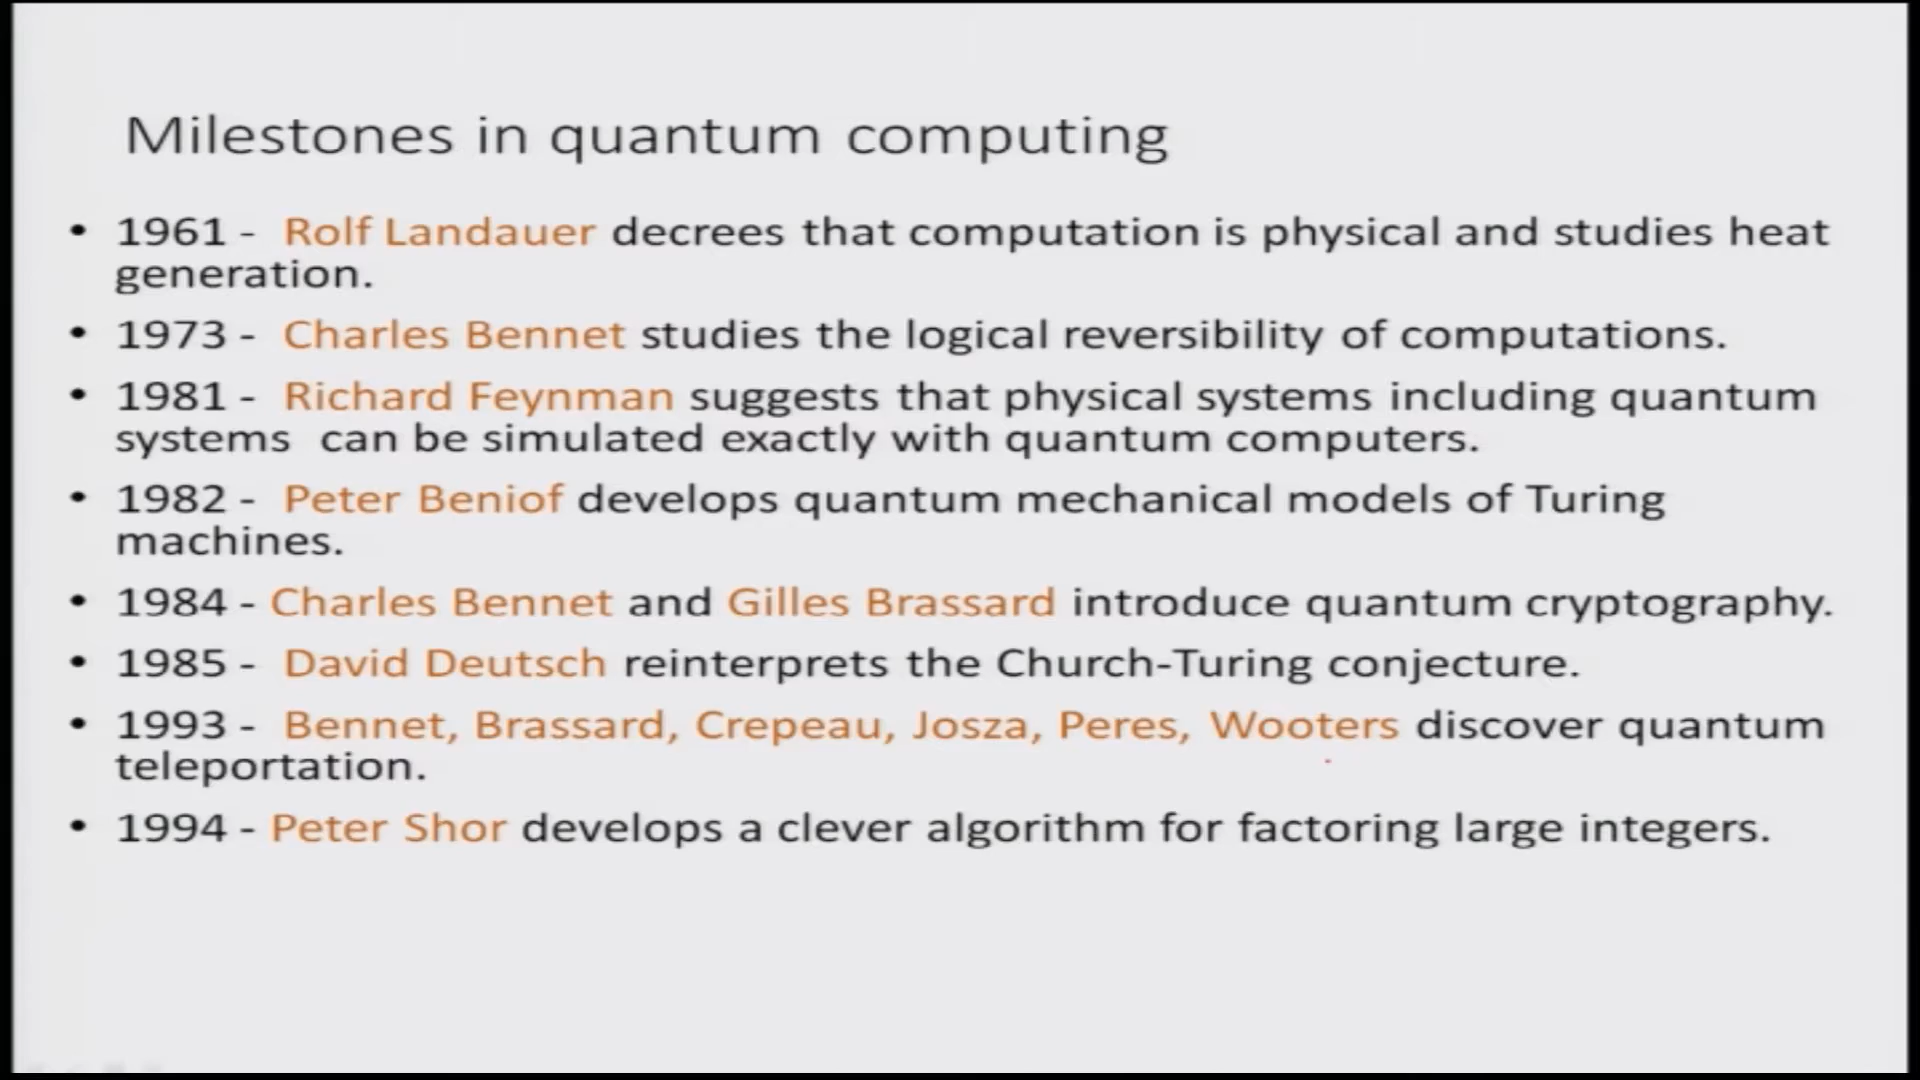 Milestones in quantum computing
• 1961 - Rolf Landauer decrees that computation is physical and studies heat
generation.
• 1973 - Charles Bennet studies the logical reversibility of computations.
• 1981 - Richard Feynman suggests that physical systems including quantum
systems can be simulated exactly with quantum computers.
• 1982 - Peter Beniof develops quantum mechanical models of Turing
machines.
• 1984 - Charles Bennet and Gilles Brassard introduce quantum cryptography.
• 1985 - David Deutsch reinterprets the Church-Turing conjecture.
• 1993 - Bennet, Brassard, Crepeau, Josza, Peres, Wooters discover quantum
teleportation.
• 1994 - Peter Shor develops a clever algorithm for factoring large integers.